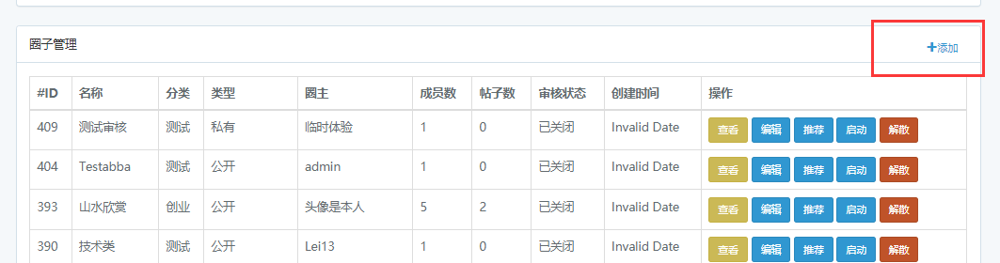 圈子管理
添加
#ID 名称 分类 类型 圈主 成员数 帖子数 审核状态 创建时间 操作
409 测试审核 测试 私有 临时体验 1 0 已关闭 Invalid Date 查看 编辑 推荐 启动 解散
404 Testabba 测试 公开 admin 1 0 已关闭 Invalid Date 查看 编辑 推荐 启动 解散
393 山水欣赏 创业 公开 头像是本人 5 2 已关闭 Invalid Date 查看 编辑 推荐 启动 解散
390 技术类 测试 公开 Lei13 1 0 已关闭 Invalid Date 查看 编辑 推荐 启动 解散